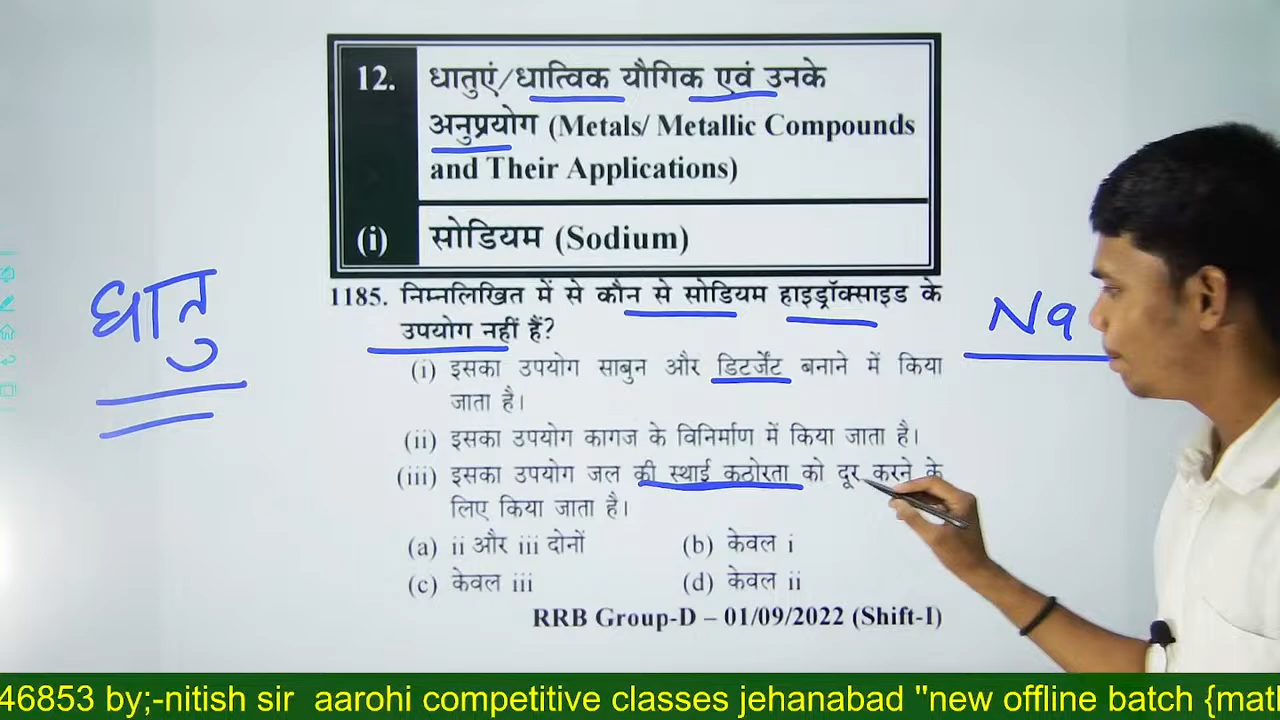 12. धातुएं/धात्विक यौगिक एवं उनके
अनुप्रयोग (Metals/ Metallic Compounds
and Their Applications)
(i) सोडियम (Sodium)
धातु
Na
1185. निम्नलिखित में से कौन से सोडियम हाइड्रॉक्साइड के
उपयोग नहीं हैं?
(i) इसका उपयोग साबुन और डिटर्जेंट बनाने में किया
जाता है।
(ii) इसका उपयोग कागज के विनिर्माण में किया जाता है।
(iii) इसका उपयोग जल की स्थाई कठोरता को दूर करने के
लिए किया जाता है।
(a) ii और iii दोनों (b) केवल i
(c) केवल iii (d) केवल ii
RRB Group-D – 01/09/2022 (Shift-I)
46853 by;-nitish sir aarohi competitive classes jehanabad "new offline batch {mat